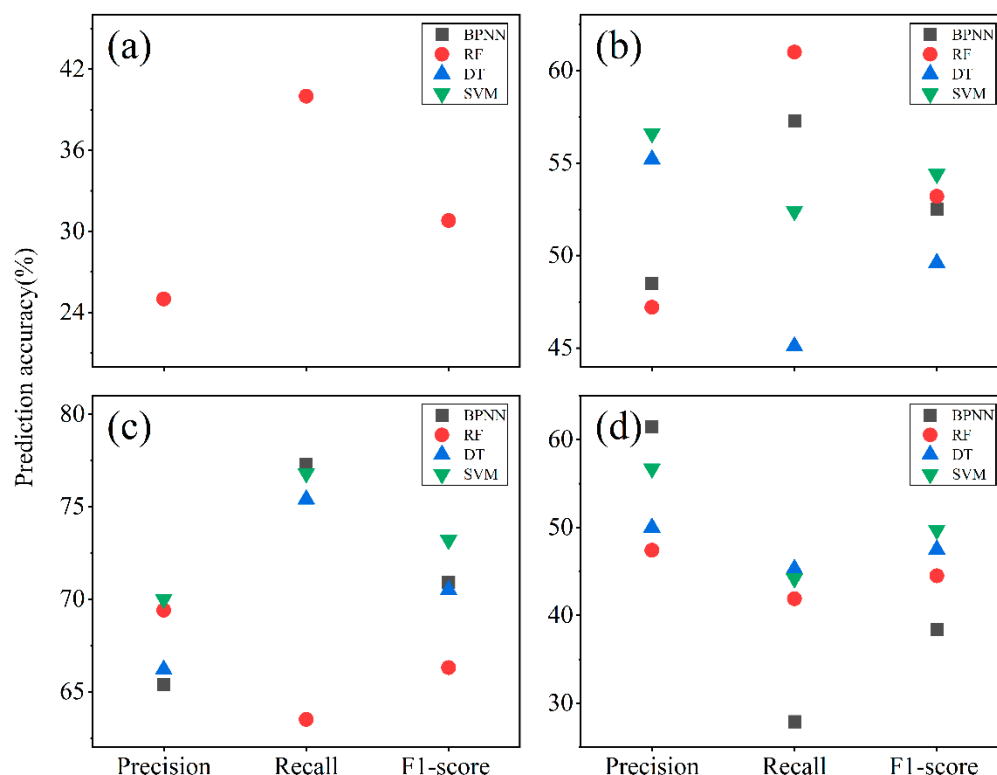 Prediction accuracy(%)
(a)
BPNN
RF
DT
SVM
42
36
30
24
(b)
BPNN
RF
DT
SVM
60
55
50
45
(c)
BPNN
RF
DT
SVM
80
75
70
65
Precision Recall F1-score
(d)
BPNN
RF
DT
SVM
60
50
40
30
Precision Recall F1-score